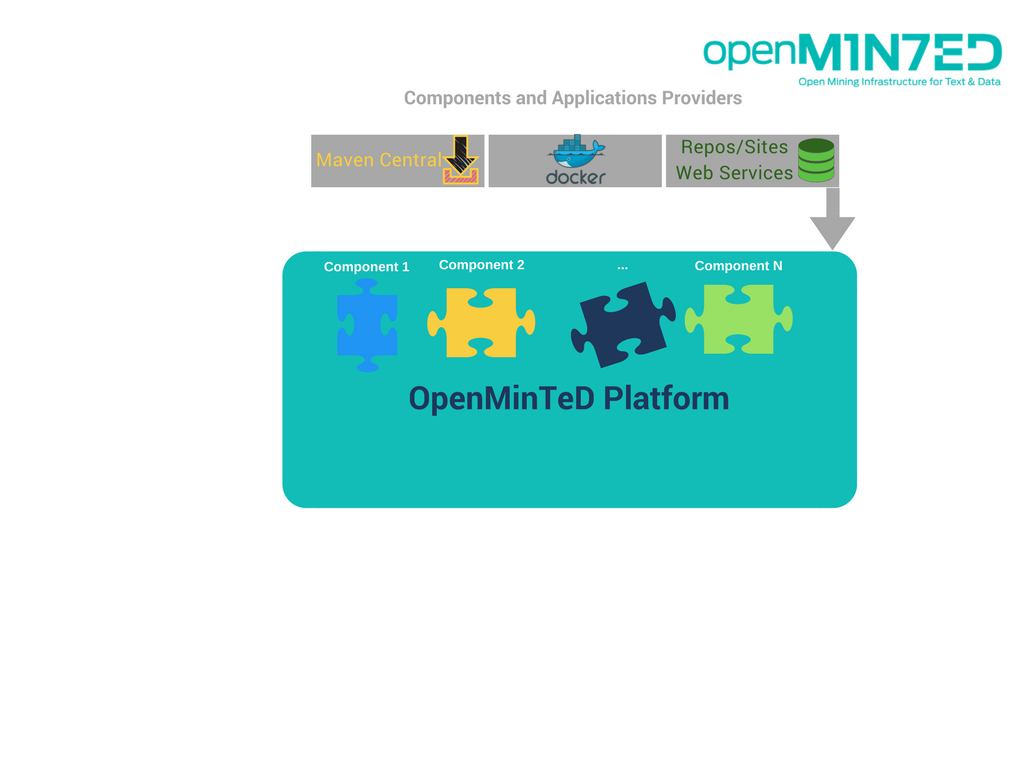 openM1N7ED
Open Mining Infrastructure for Text & Data
Components and Applications Providers
Maven Central
docker
Repos/Sites
Web Services
Component 1
Component 2
...
Component N
OpenMinTeD Platform